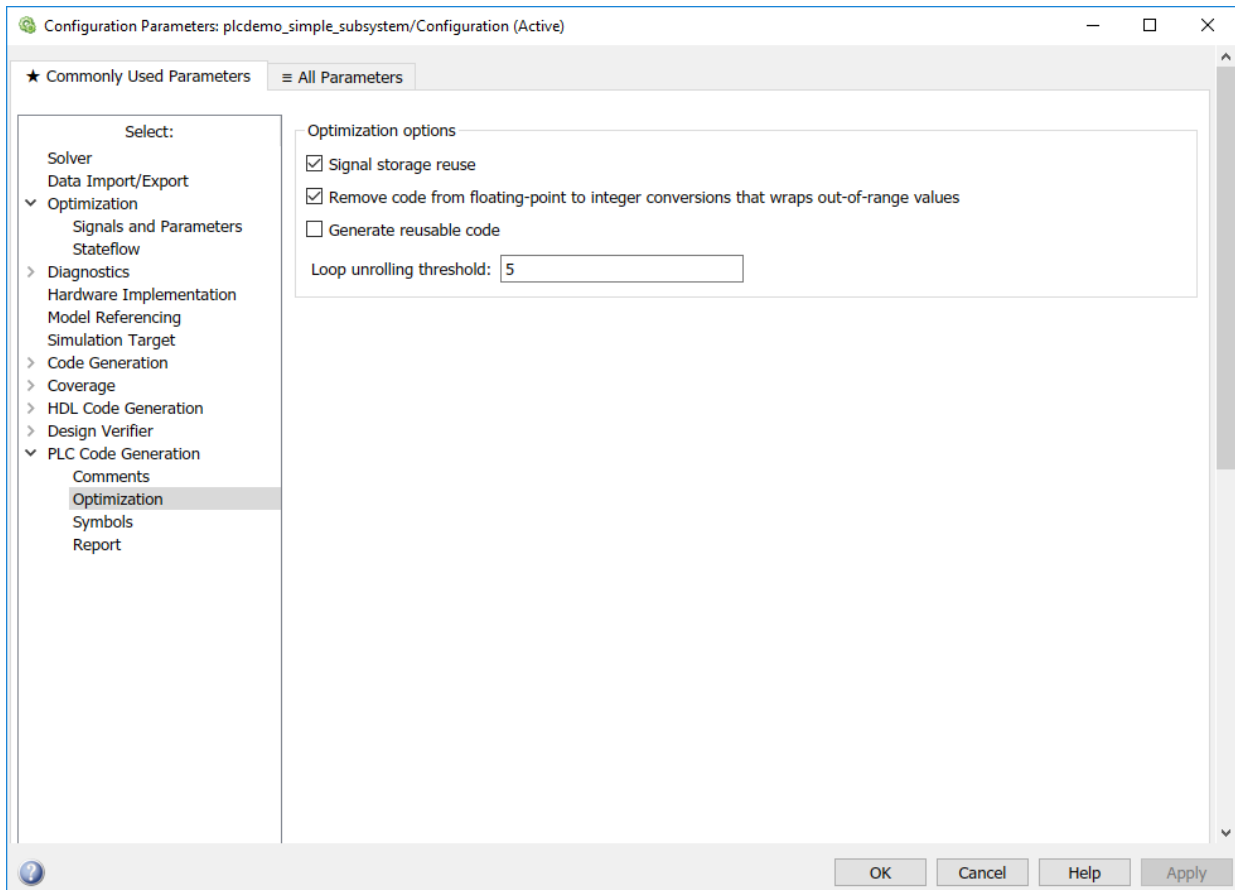 Configuration Parameters: plcdemo_simple_subsystem/Configuration (Active)
★ Commonly Used Parameters
≡ All Parameters
Select:
Solver
Data Import/Export
Optimization
Signals and Parameters
Stateflow
Diagnostics
Hardware Implementation
Model Referencing
Simulation Target
Code Generation
Coverage
HDL Code Generation
Design Verifier
PLC Code Generation
Comments
Optimization
Symbols
Report
Optimization options
Signal storage reuse
Remove code from floating-point to integer conversions that wraps out-of-range values
Generate reusable code
Loop unrolling threshold: 5
OK
Cancel
Help
Apply